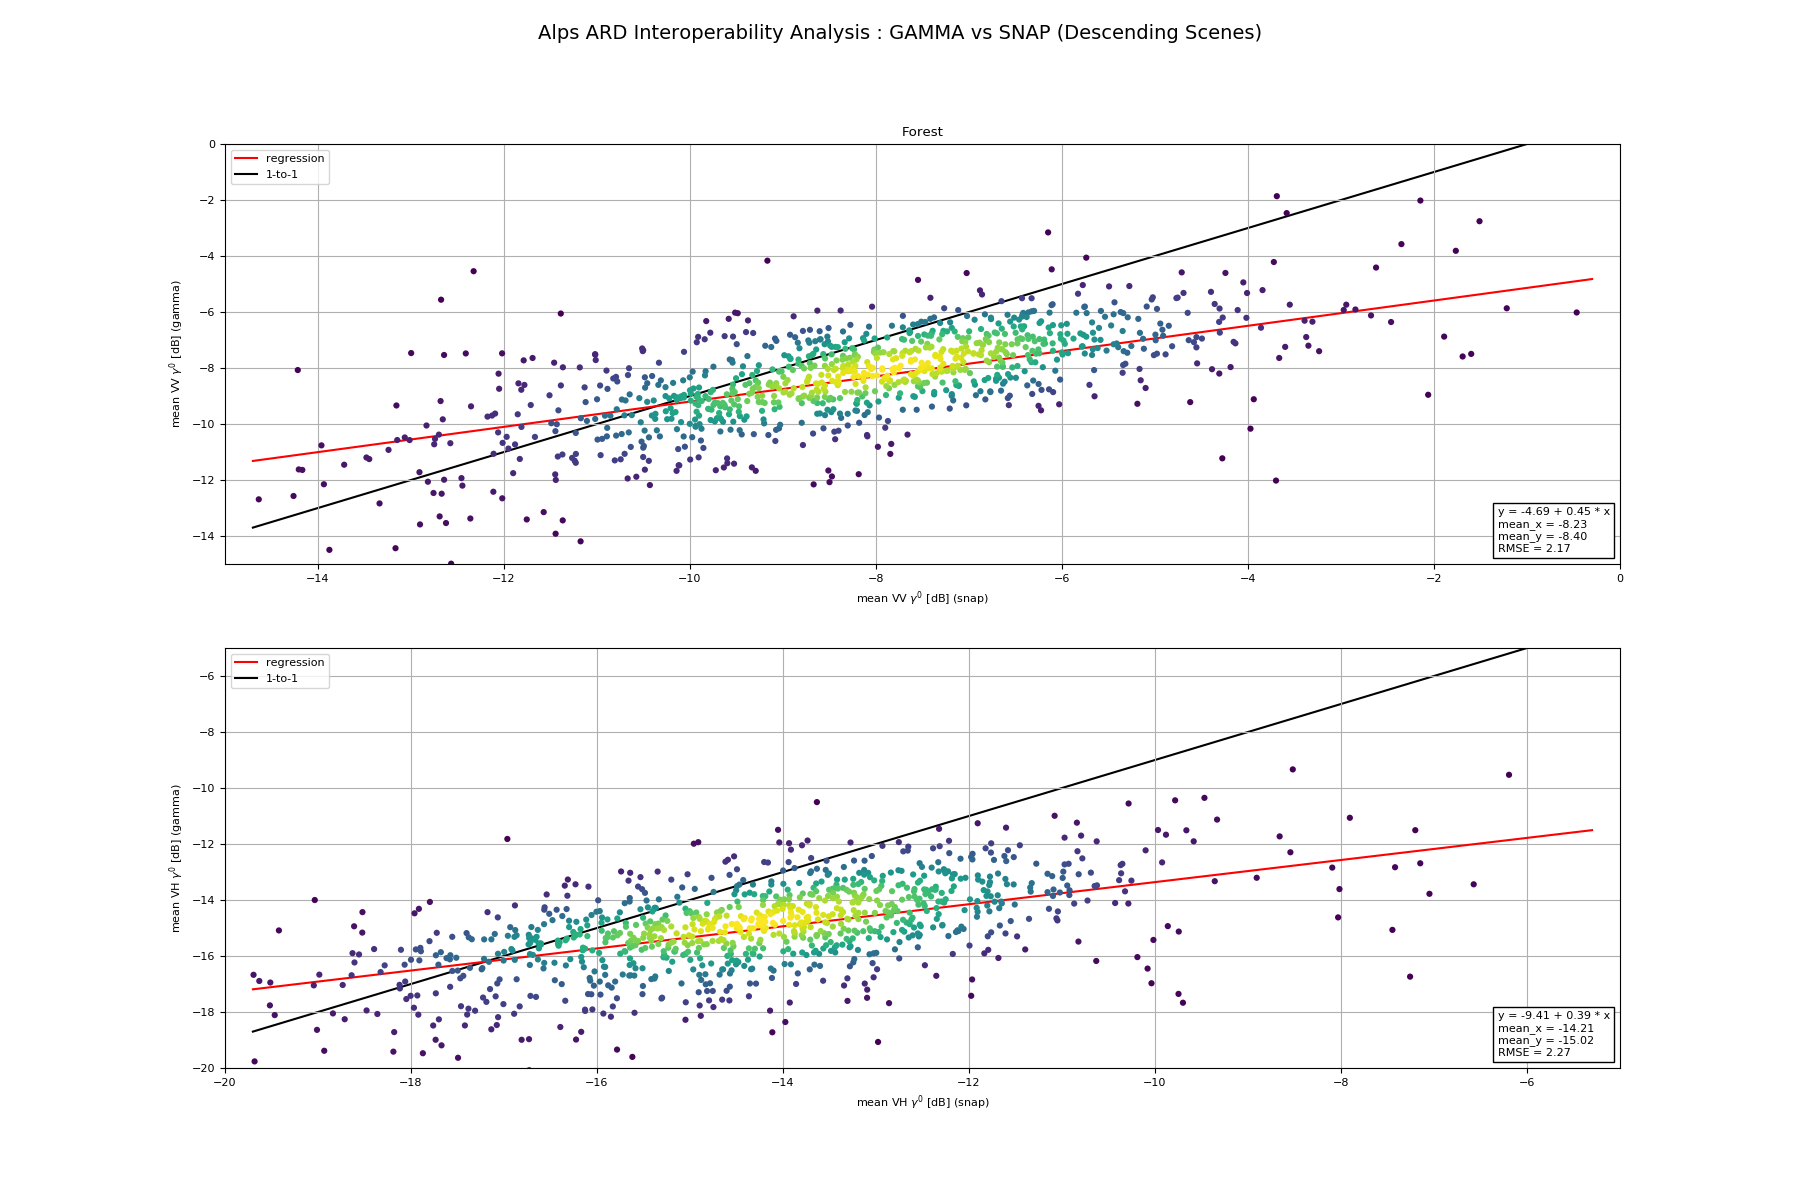 Alps ARD Interoperability Analysis : GAMMA vs SNAP (Descending Scenes)
Forest
regression
1-to-1
0
−2
−4
−6
−8
−10
−12
−14
mean VV γ⁰ [dB] (gamma)
y = -4.69 + 0.45 * x
mean_x = -8.23
mean_y = -8.40
RMSE = 2.17
−14 −12 −10 −8 −6 −4 −2 0
mean VV γ⁰ [dB] (snap)
regression
1-to-1
−6
−8
−10
−12
−14
−16
−18
−20
mean VH γ⁰ [dB] (gamma)
y = -9.41 + 0.39 * x
mean_x = -14.21
mean_y = -15.02
RMSE = 2.27
−20 −18 −16 −14 −12 −10 −8 −6
mean VH γ⁰ [dB] (snap)